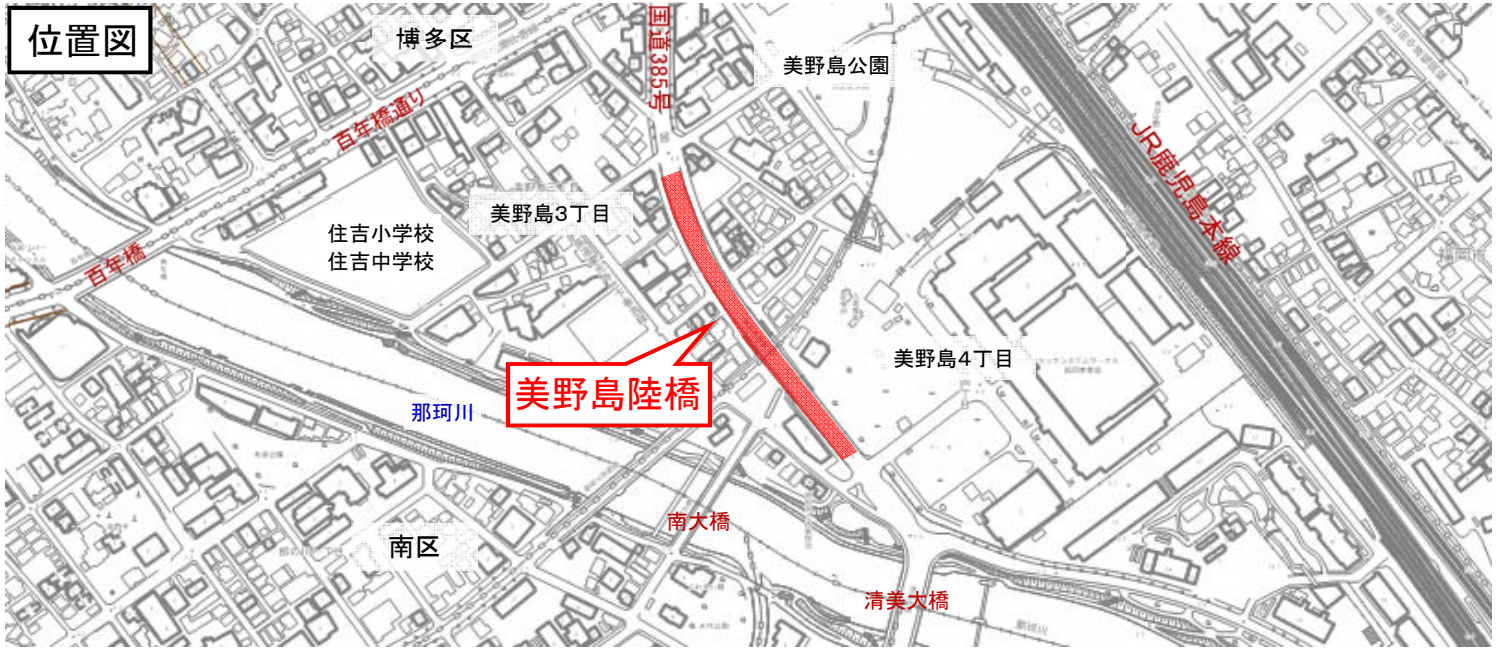 位置図
博多区
国道385号
美野島公園
百年橋通り
JR鹿児島本線
美野島3丁目
住吉小学校
住吉中学校
百年橋
美野島4丁目
美野島陸橋
那珂川
南大橋
南区
清美大橋